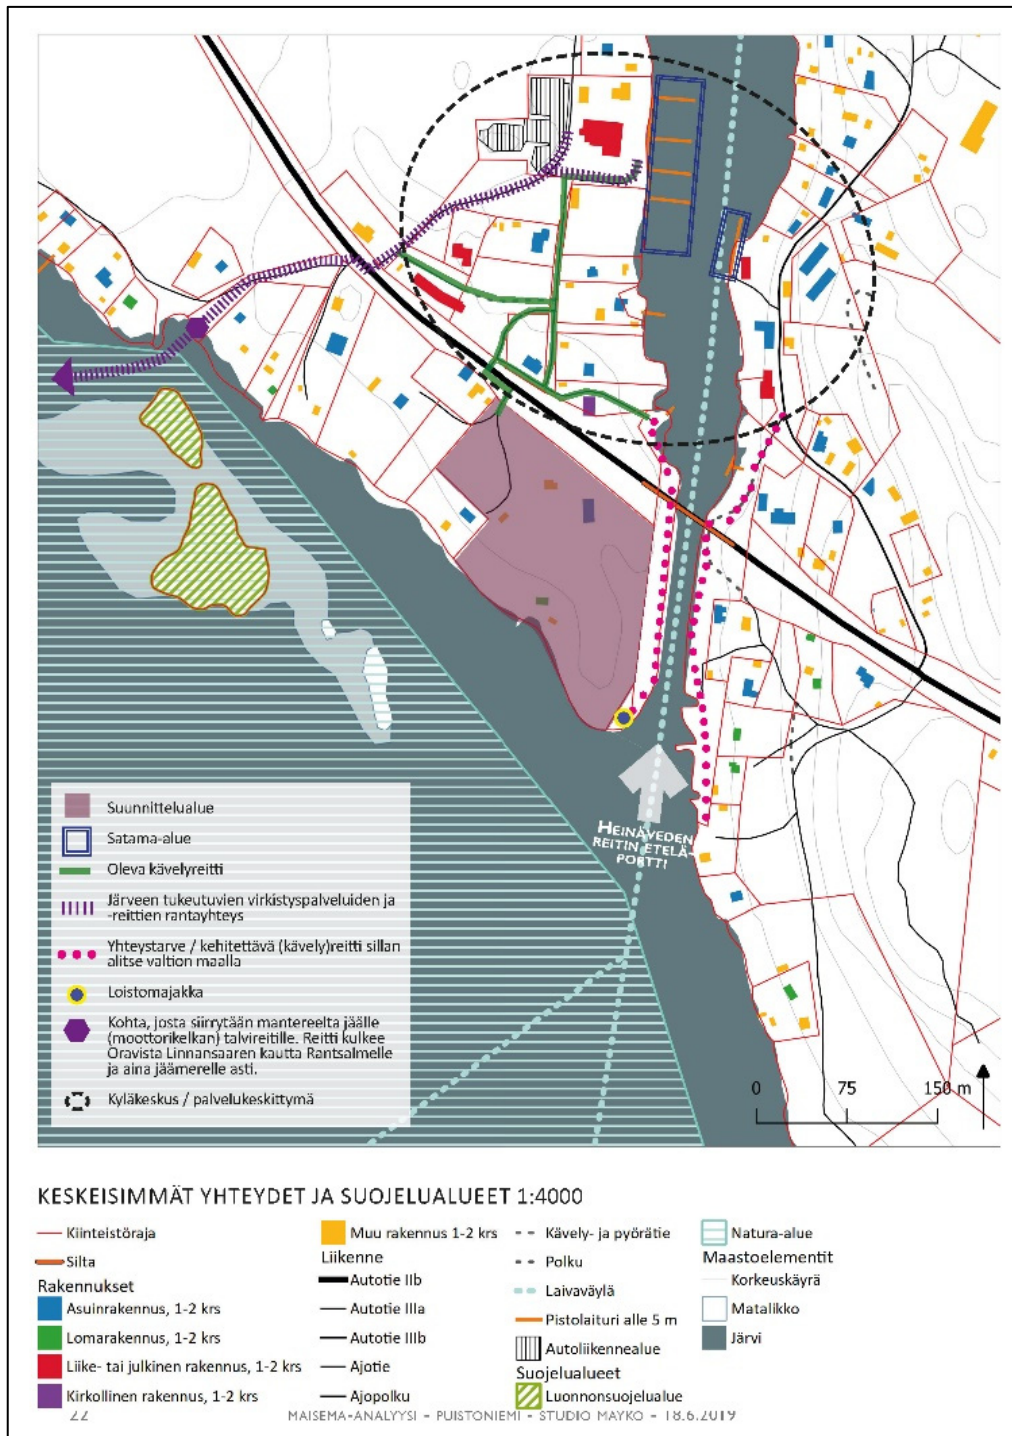 HEINÄVEDEN
REITIN ETELÄ-
PORTTI
Suunnittelualue
Satama-alue
Oleva kävelyreitti
Järveen tukeutuvien virkistyspalveluiden ja
-reittien rantayhteys
Yhteystarve / kehitettävä (kävely)reitti sillan
alitse valtion maalla
Loistomajakka
Kohta, josta siirrytään mantereelta jäälle
(moottorikelkan) talvireitille. Reitti kulkee
Oravista Linnansaaren kautta Rantsalmelle
ja aina jäämerelle asti.
Kyläkeskus / palvelukeskittymä
0 75 150 m
KESKEISIMMÄT YHTEYDET JA SUOJELUALUEET 1:4000
Kiinteistöraja
Silta
Rakennukset
Asuinrakennus, 1-2 krs
Lomarakennus, 1-2 krs
Liike- tai julkinen rakennus, 1-2 krs
Kirkollinen rakennus, 1-2 krs
Muu rakennus 1-2 krs
Liikenne
Autotie IIb
Autotie IIIa
Autotie IIIb
Ajotie
Ajopolku
Kävely- ja pyörätie
Polku
Laivaväylä
Pistolaituri alle 5 m
Autoliikennealue
Suojelualueet
Luonnonsuojelualue
Natura-alue
Maastoelementit
Korkeuskäyrä
Matalikko
Järvi
22 MAISEMA-ANALYYSI - PUISTONIEMI - STUDIO MAYKO - 18.6.2019